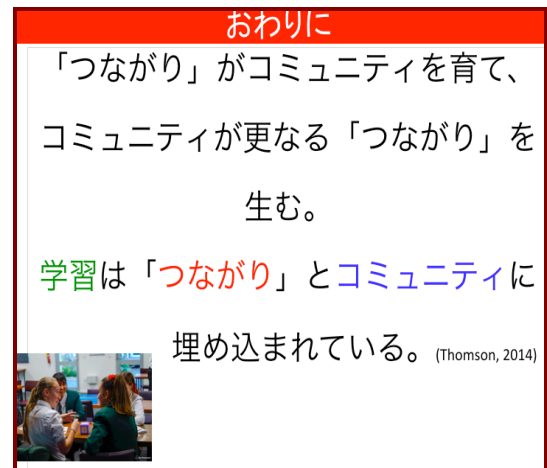 おわりに
「つながり」がコミュニティを育て、
コミュニティが更なる「つながり」を
生む。
学習は「つながり」とコミュニティに
埋め込まれている。(Thomson, 2014)